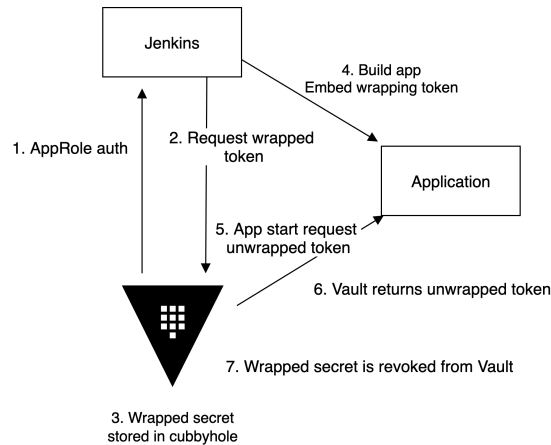 Jenkins
4. Build app
Embed wrapping token
1. AppRole auth
2. Request wrapped
token
Application
5. App start request
unwrapped token
6. Vault returns unwrapped token
7. Wrapped secret is revoked from Vault
3. Wrapped secret
stored in cubbyhole